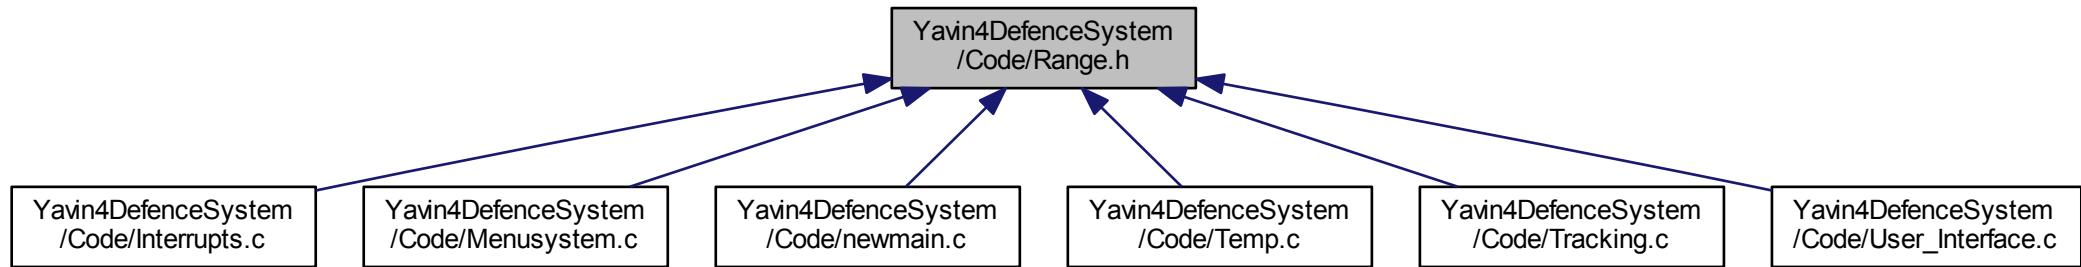 Yavin4DefenceSystem
/Code/Range.h
Yavin4DefenceSystem
/Code/Interrupts.c
Yavin4DefenceSystem
/Code/Menusystem.c
Yavin4DefenceSystem
/Code/newmain.c
Yavin4DefenceSystem
/Code/Temp.c
Yavin4DefenceSystem
/Code/Tracking.c
Yavin4DefenceSystem
/Code/User_Interface.c